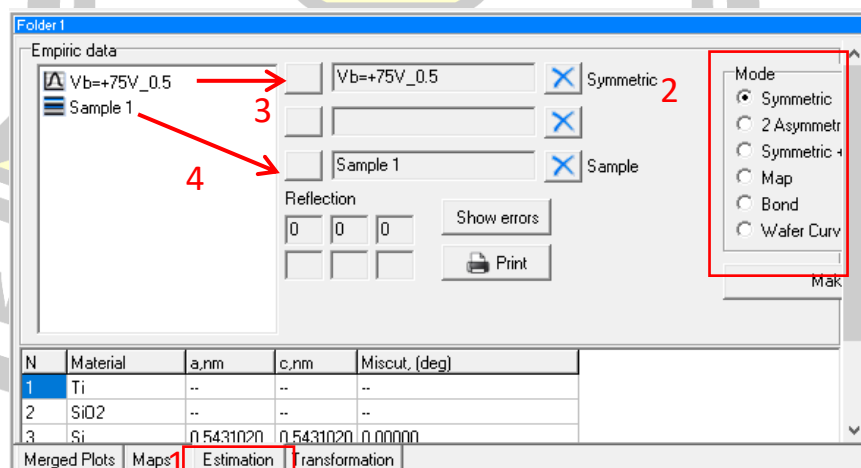 Folder1
Empiric data
Vb=+75V_0.5
Sample 1
3
4
Vb=+75V_0.5
Symmetric
2
Sample 1
Sample
Reflection
0 0 0
Show errors
Print
Mode
Symmetric
2 Asymmetr
Symmetric +
Map
Bond
Wafer Curv
Mak
N Material a,nm c,nm Miscut, (deg)
1 Ti -- -- --
2 SiO2 -- -- --
3 Si 0.5431020 0.5431020 0.00000
Merged Plots Maps 1 Estimation Transformation